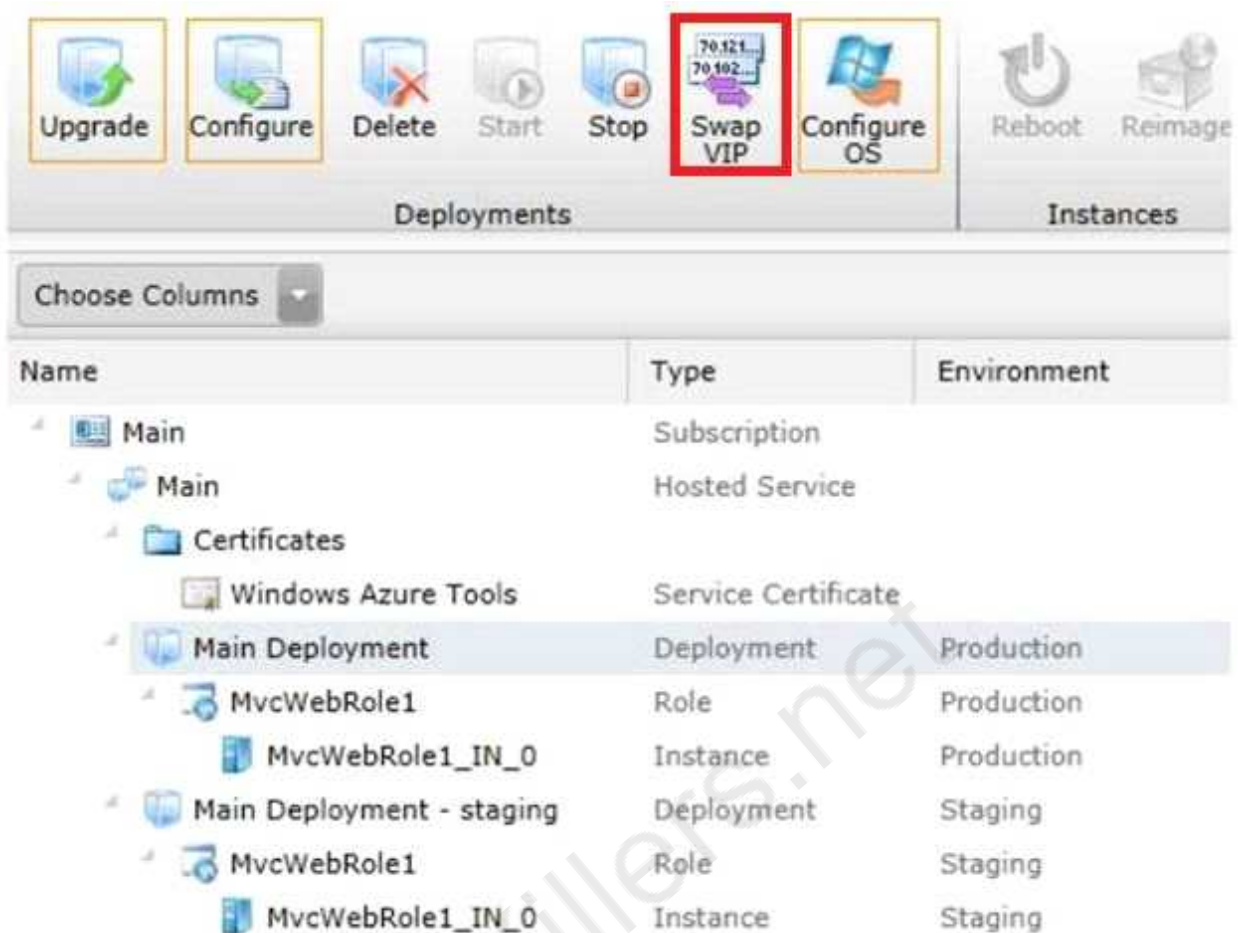 70.121...
70.102...
Upgrade Configure Delete Start Stop Swap VIP Configure OS Reboot Reimage
Deployments Instances
Choose Columns
Name Type Environment
Main Subscription
Main Hosted Service
Certificates
Windows Azure Tools Service Certificate
Main Deployment Deployment Production
MvcWebRole1 Role Production
MvcWebRole1_IN_0 Instance Production
Main Deployment - staging Deployment Staging
MvcWebRole1 Role Staging
MvcWebRole1_IN_0 Instance Staging
illers.net